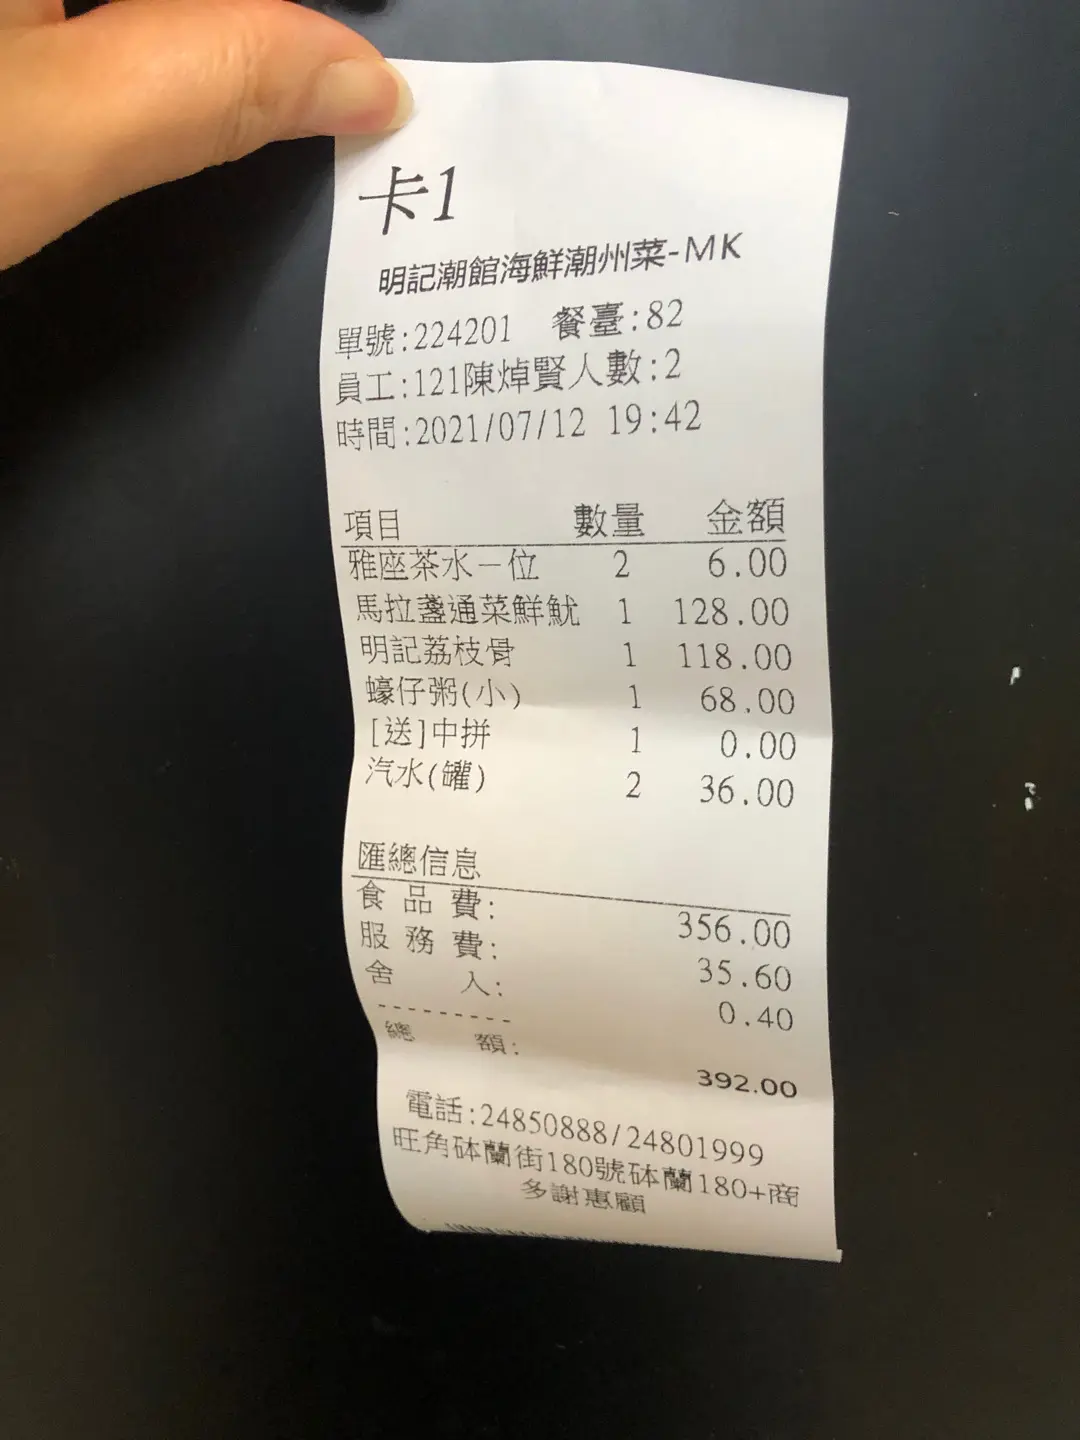 卡1
明記潮館海鮮潮州菜-MK
單號:224201 餐臺:82
員工:121陳焯賢人數:2
時間:2021/07/12 19:42
項目 數量 金額
雅座茶水一位 2 6.00
馬拉盞通菜鮮魷 1 128.00
明記荔枝骨 1 118.00
蠔仔粥(小) 1 68.00
[送]中拼 1 0.00
汽水(罐) 2 36.00
匯總信息
食品費: 356.00
服務費: 35.60
舍入: 0.40
---------
總額: 392.00
電話:24850888/24801999
旺角砵蘭街180號砵蘭180+商
多謝惠顧